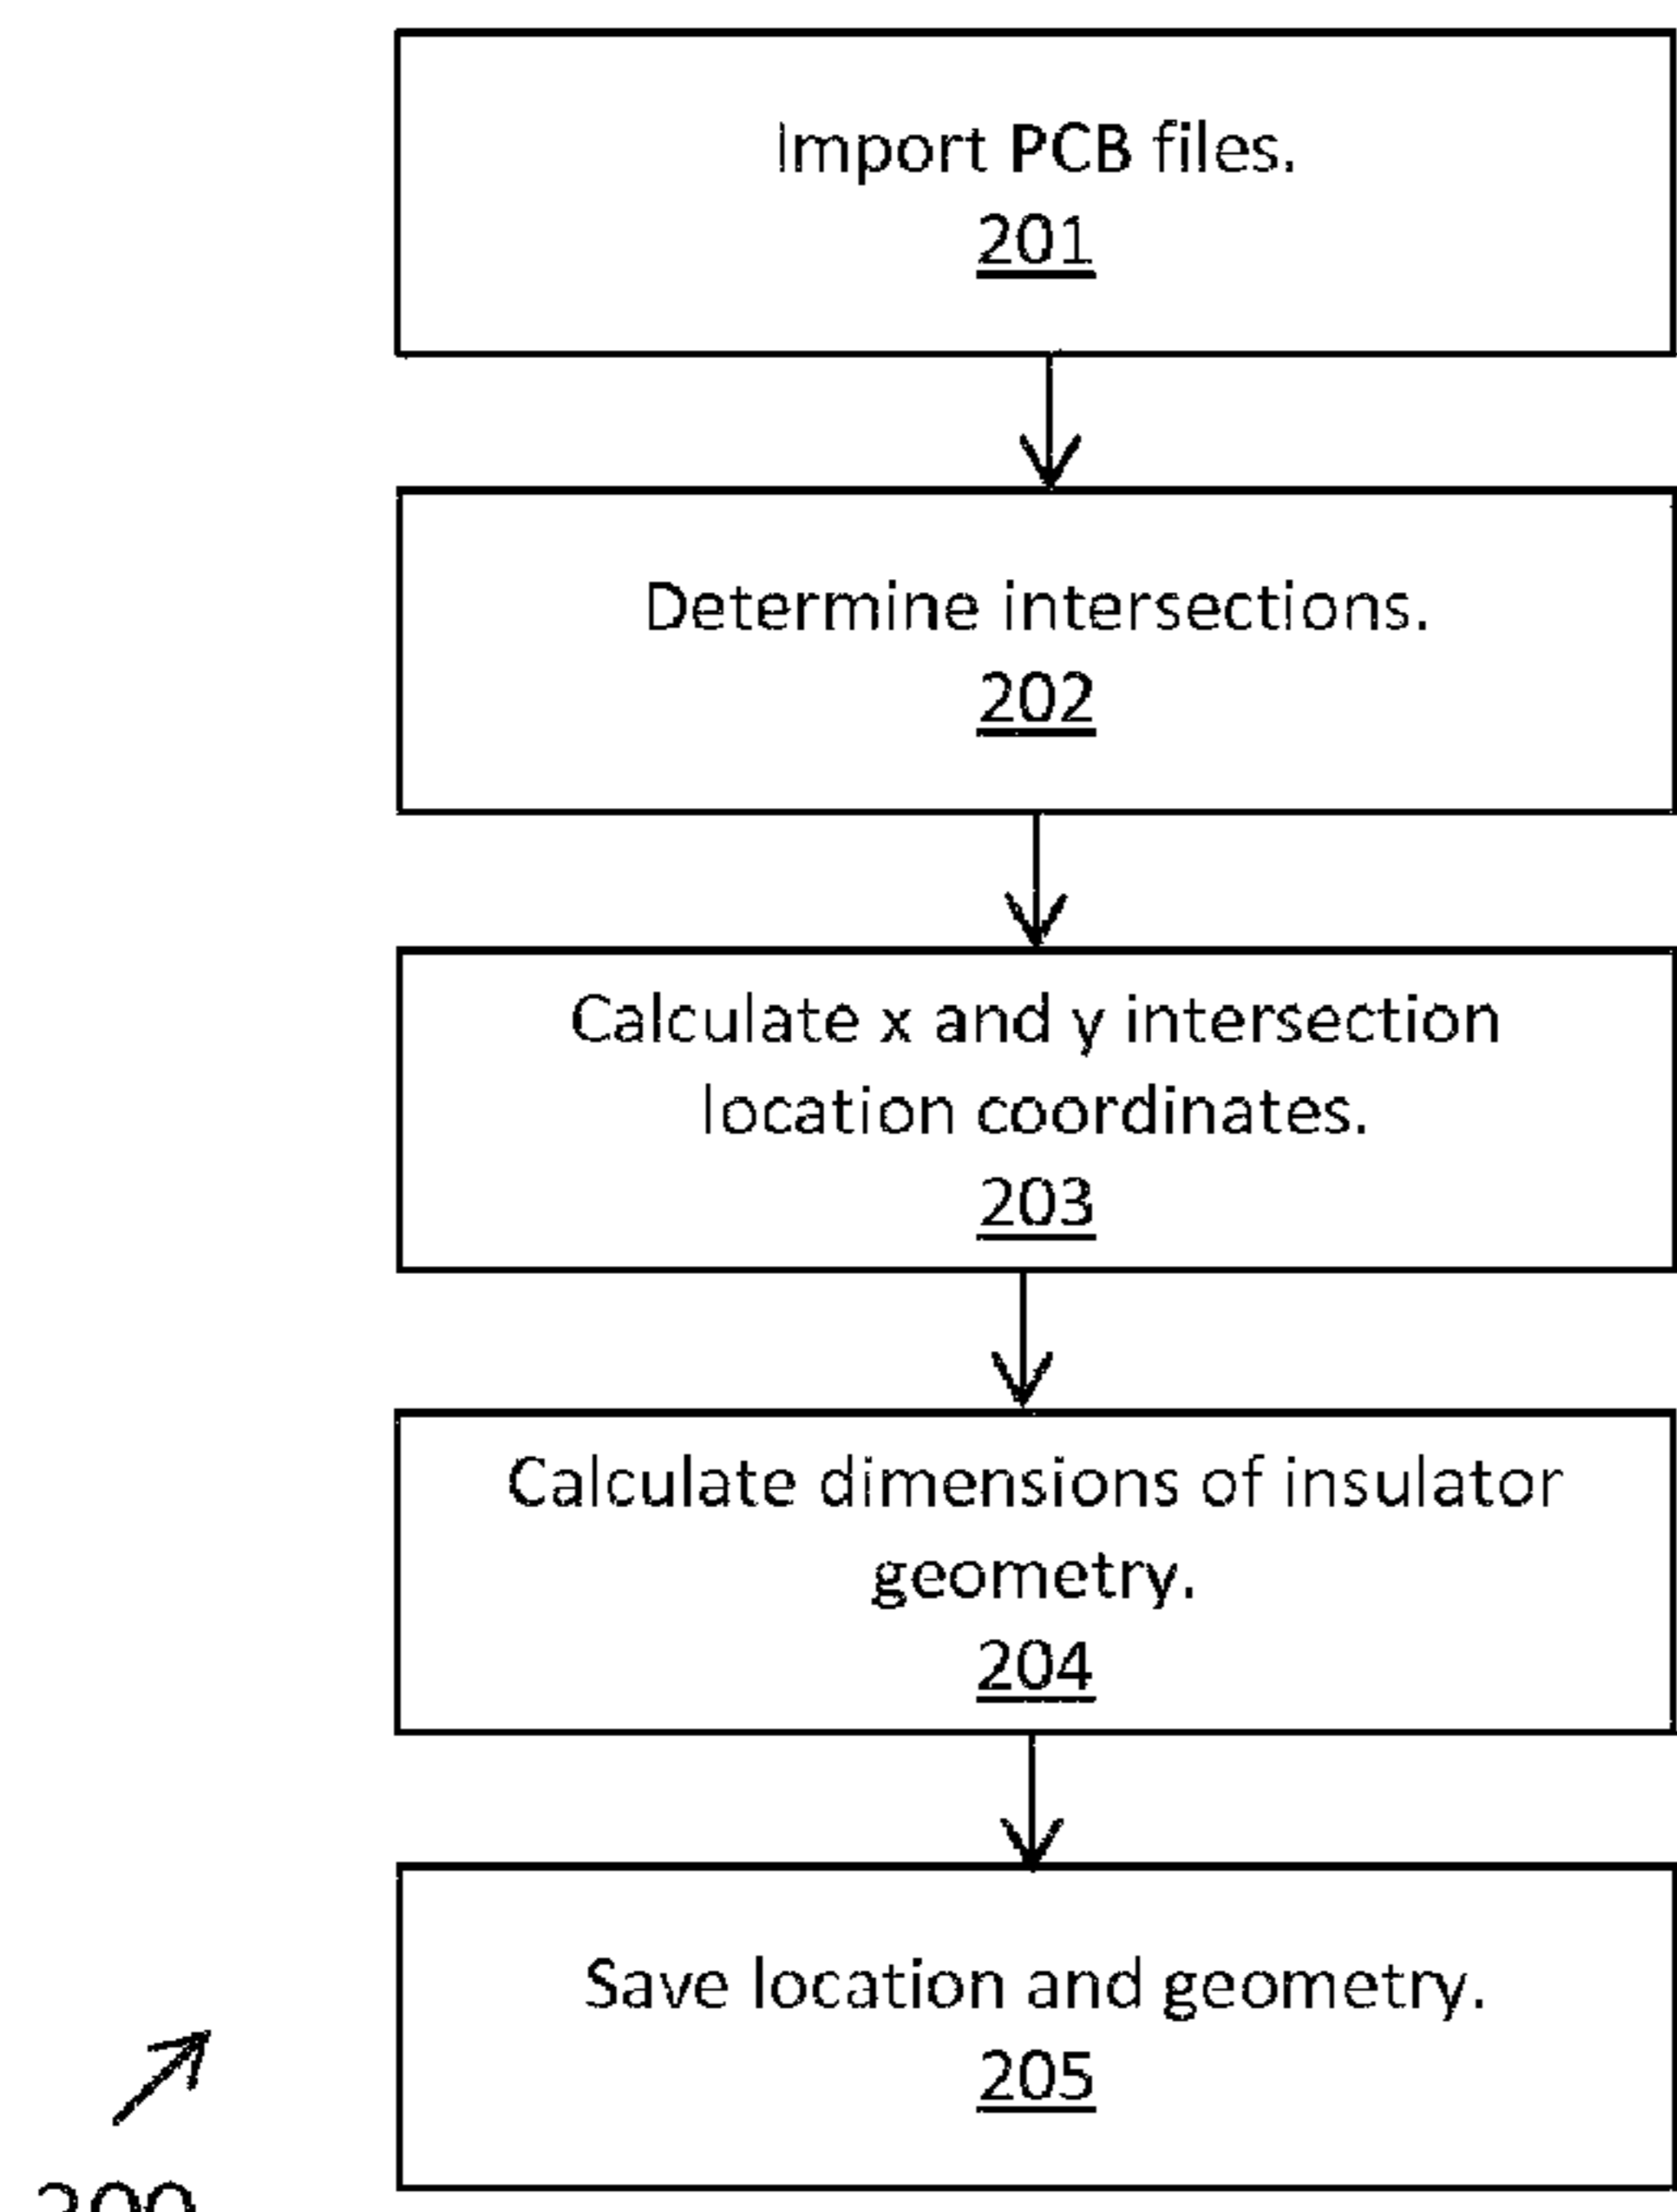 Import PCB files.
201
Determine intersections.
202
Calculate x and y intersection
location coordinates.
203
Calculate dimensions of insulator
geometry.
204
Save location and geometry.
205